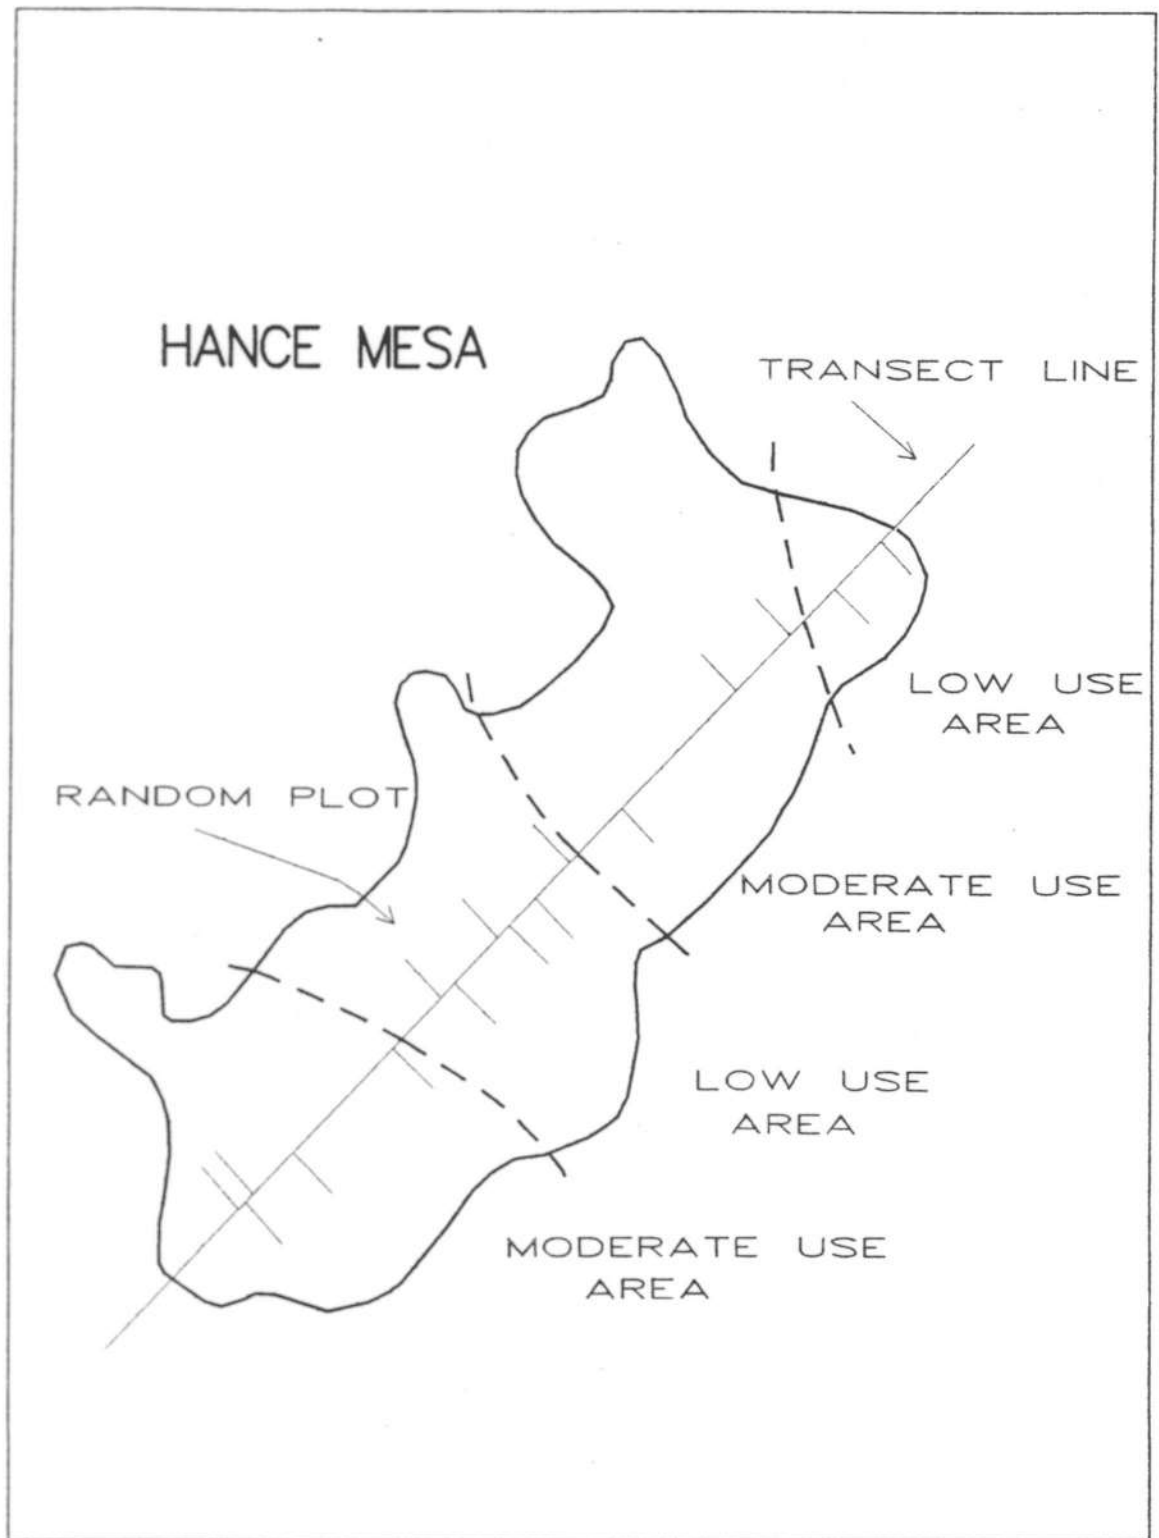 HANCE MESA
TRANSECT LINE
LOW USE
AREA
RANDOM PLOT
MODERATE USE
AREA
LOW USE
AREA
MODERATE USE
AREA